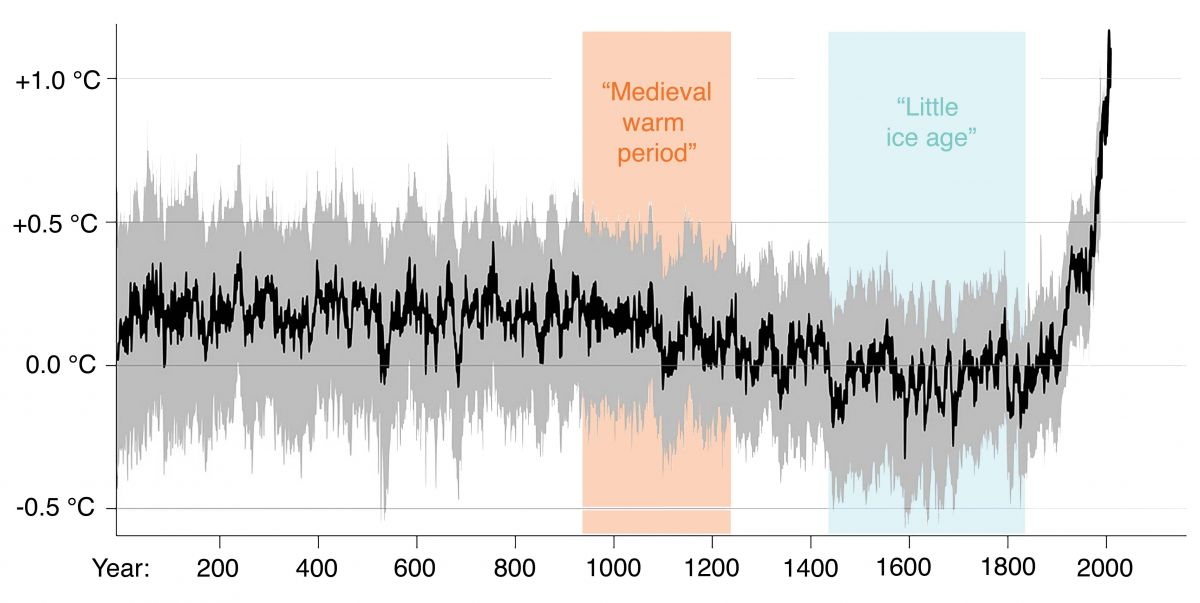 +1.0 °C
+0.5 °C
0.0 °C
-0.5 °C
“Medieval
warm
period”
“Little
ice age”
Year: 200 400 600 800 1000 1200 1400 1600 1800 2000